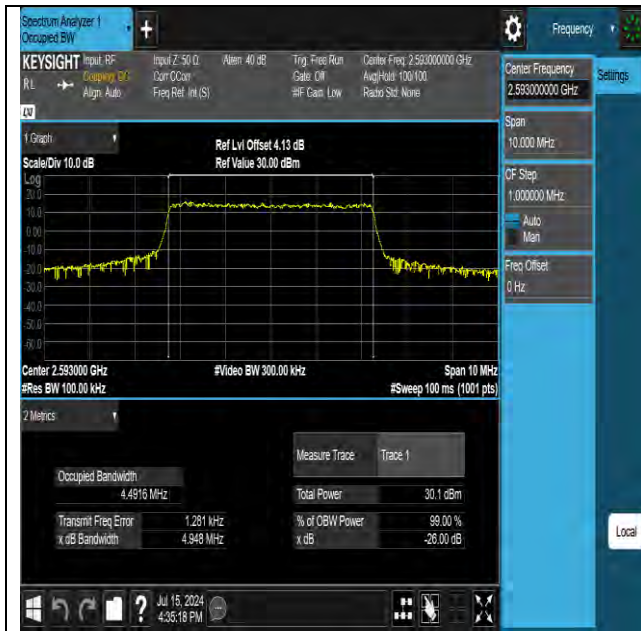 Spectrum Analyzer 1
Occupied BW
+
Frequency
KEYSIGHT
RL
Input: RF
Coupling: DC
Align: Auto
Input Z: 50 Ω
Corr CCorr
Freq Ref: Int (S)
Atten: 40 dB
Trig: Free Run
Gate: Off
#IF Gain: Low
Center Freq: 2.593000000 GHz
Avg|Hold: 100/100
Radio Std: None
Center Frequency
2.593000000 GHz
Settings
Span
10.000 MHz
CF Step
1.000000 MHz
Auto
Man
Freq Offset
0 Hz
Local
1 Graph
Scale/Div 10.0 dB
Ref Lvl Offset 4.13 dB
Ref Value 30.00 dBm
Log
20.0
10.0
0.00
-10.0
-20.0
-30.0
-40.0
-50.0
-60.0
Center 2.593000 GHz
#Video BW 300.00 kHz
Span 10 MHz
#Res BW 100.00 kHz
#Sweep 100 ms (1001 pts)
2 Metrics
Measure Trace
Trace 1
Occupied Bandwidth
4.4916 MHz
Total Power
30.1 dBm
Transmit Freq Error
1.281 kHz
% of OBW Power
99.00 %
x dB Bandwidth
4.948 MHz
x dB
-26.00 dB
?
Jul 15, 2024
4:35:18 PM